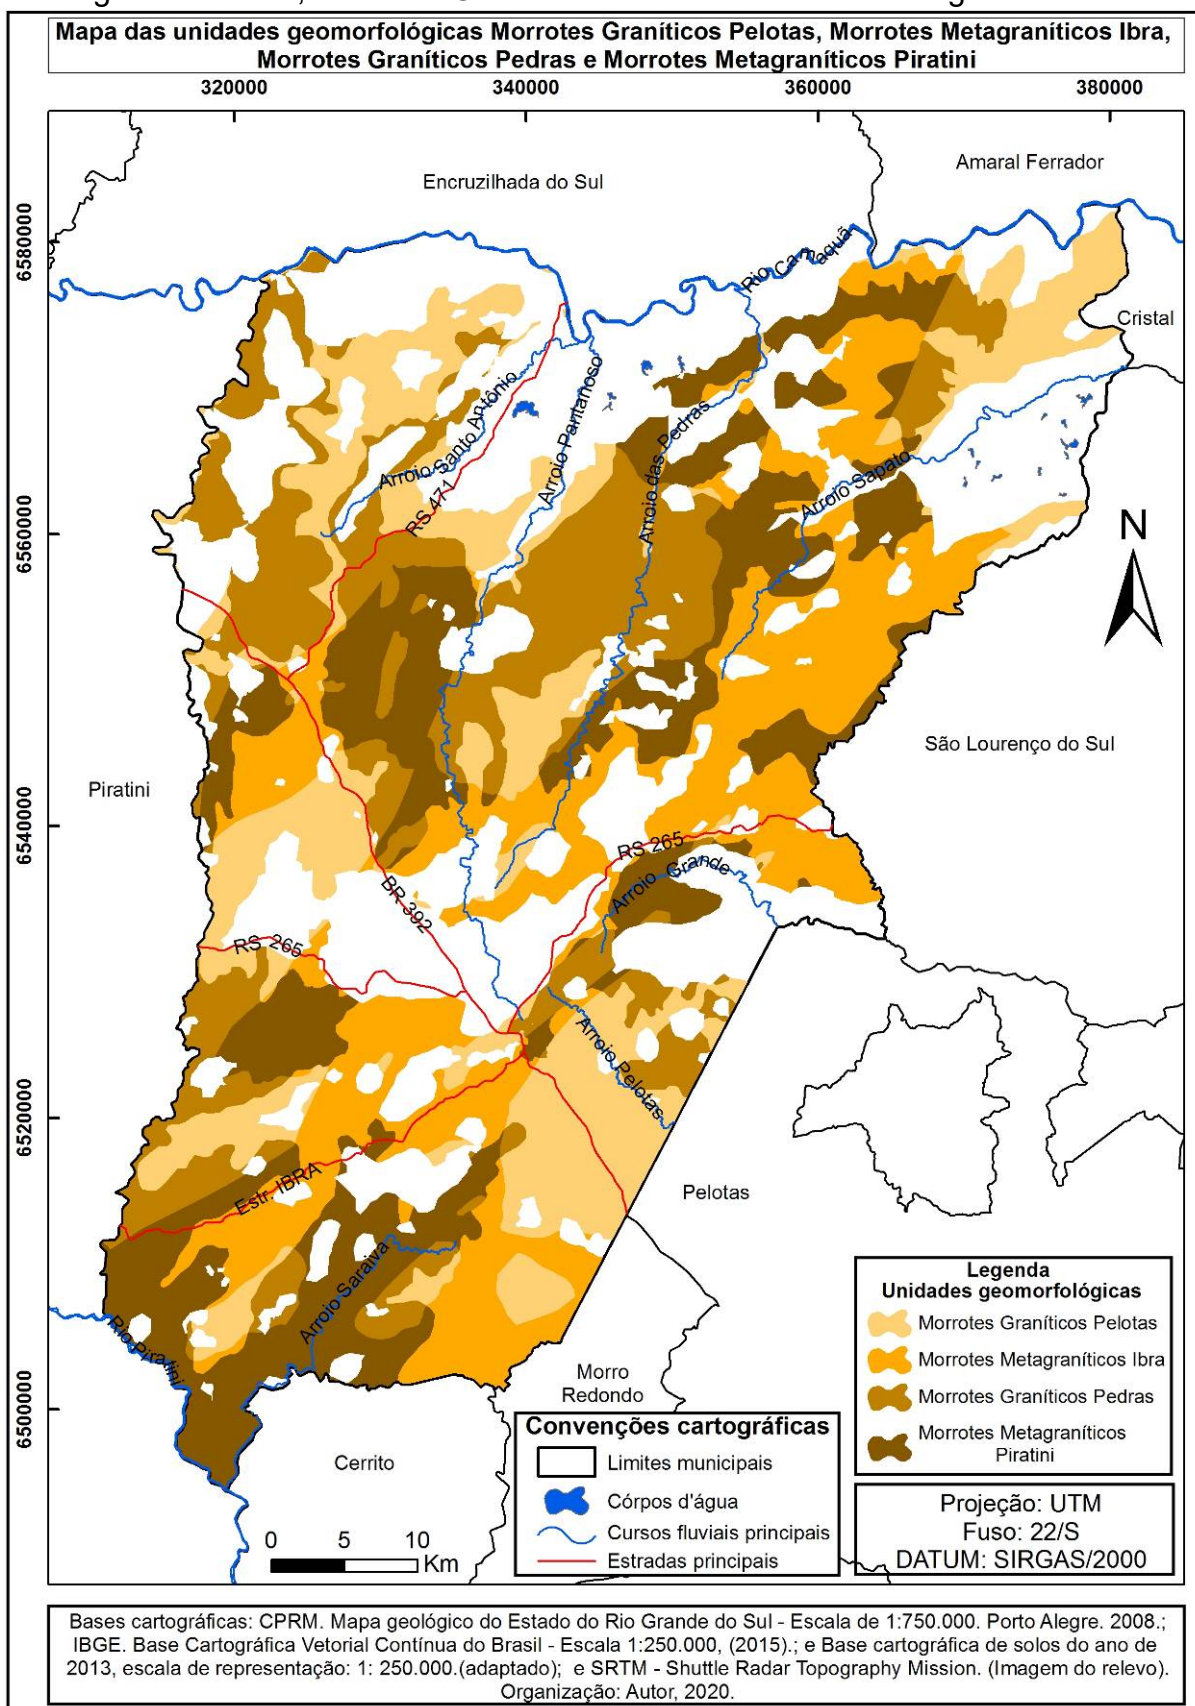 Mapa das unidades geomorfológicas Morrotes Graníticos Pelotas, Morrotes Metagraníticos Ibra,
Morrotes Graníticos Pedras e Morrotes Metagraníticos Piratini
320000
340000
360000
380000
Amaral Ferrador
Encruzilhada do Sul
6580000
Rio Camaquã
Cristal
Arroio Santo Antônio
Arroio Pantanoso
Arroio das Pedras
Arroio Sapato
RS 471
6560000
N
São Lourenço do Sul
Piratini
6540000
RS 265
Arroio Grande
BR 392
RS 265
Arroio Pelotas
6520000
Estr. IBRA
Pelotas
Arroio Saraiva
Rio Piratini
6500000
Morro
Redondo
Cerrito
Legenda
Unidades geomorfológicas
Morrotes Graníticos Pelotas
Morrotes Metagraníticos Ibra
Morrotes Graníticos Pedras
Morrotes Metagraníticos
Piratini
Convenções cartográficas
Limites municipais
Córpos d'água
Cursos fluviais principais
Estradas principais
0 5 10
Km
Projeção: UTM
Fuso: 22/S
DATUM: SIRGAS/2000
Bases cartográficas: CPRM. Mapa geológico do Estado do Rio Grande do Sul - Escala de 1:750.000. Porto Alegre. 2008.;
IBGE. Base Cartográfica Vetorial Contínua do Brasil - Escala 1:250.000, (2015).; e Base cartográfica de solos do ano de
2013, escala de representação: 1: 250.000.(adaptado); e SRTM - Shuttle Radar Topography Mission. (Imagem do relevo).
Organização: Autor, 2020.